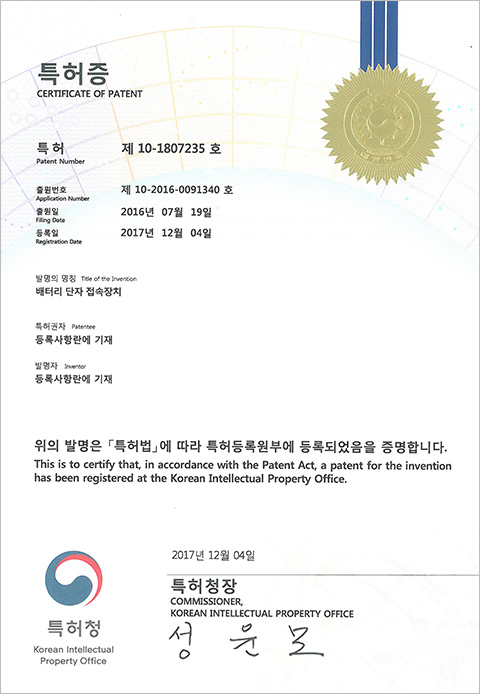 특허증
CERTIFICATE OF PATENT
특 허 제 10-1807235 호
Patent Number
출원번호 제 10-2016-0091340 호
Application Number
출원일 2016년 07월 19일
Filing Date
등록일 2017년 12월 04일
Registration Date
발명의 명칭 Title of the Invention
배터리 단자 접속장치
특허권자 Patentee
등록사항란에 기재
발명자 Inventor
등록사항란에 기재
위의 발명은 「특허법」에 따라 특허등록원부에 등록되었음을 증명합니다.
This is to certify that, in accordance with the Patent Act, a patent for the invention
has been registered at the Korean Intellectual Property Office.
2017년 12월 04일
특허청장
COMMISSIONER,
KOREAN INTELLECTUAL PROPERTY OFFICE
성 윤 모
특허청
Korean Intellectual
Property Office